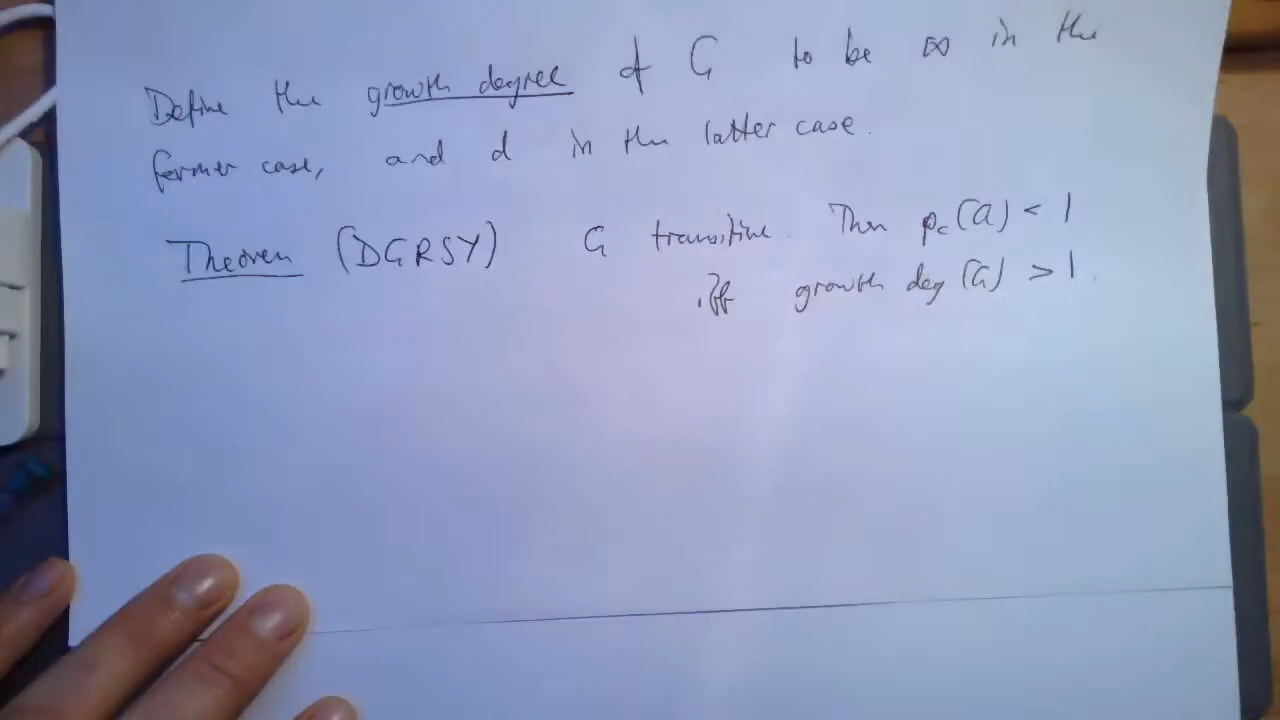 Define the growth degree of G to be ∞ in the
former case, and d in the latter case.
Theorem (DGRSY) G transitive. Then pc(G) < 1
iff growth deg (G) > 1.